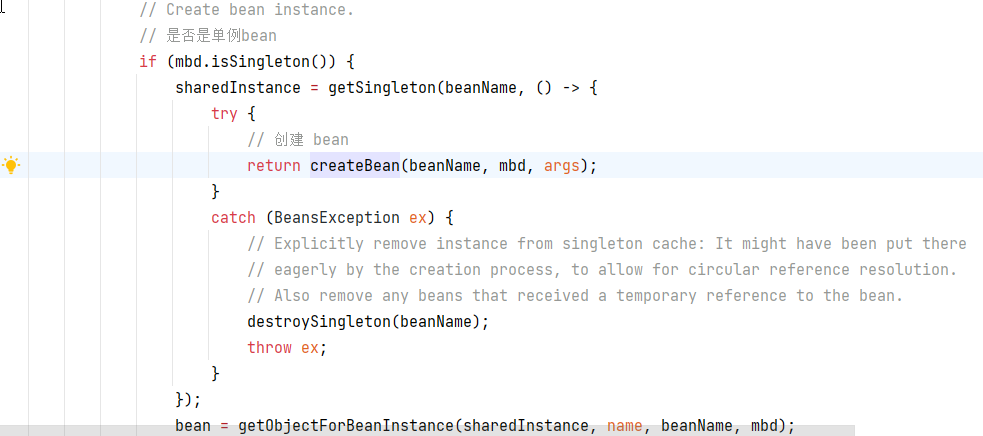 // Create bean instance.
// 是否是单例bean
if (mbd.isSingleton()) {
sharedInstance = getSingleton(beanName, () -> {
try {
// 创建 bean
return createBean(beanName, mbd, args);
}
catch (BeansException ex) {
// Explicitly remove instance from singleton cache: It might have been put there
// eagerly by the creation process, to allow for circular reference resolution.
// Also remove any beans that received a temporary reference to the bean.
destroySingleton(beanName);
throw ex;
}
});
bean = getObjectForBeanInstance(sharedInstance, name, beanName, mbd);